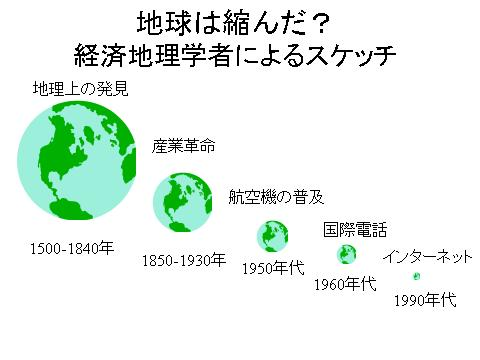 地球は縮んだ？
経済地理学者によるスケッチ
地理上の発見
1500-1840年
産業革命
1850-1930年
航空機の普及
1950年代
国際電話
1960年代
インターネット
1990年代